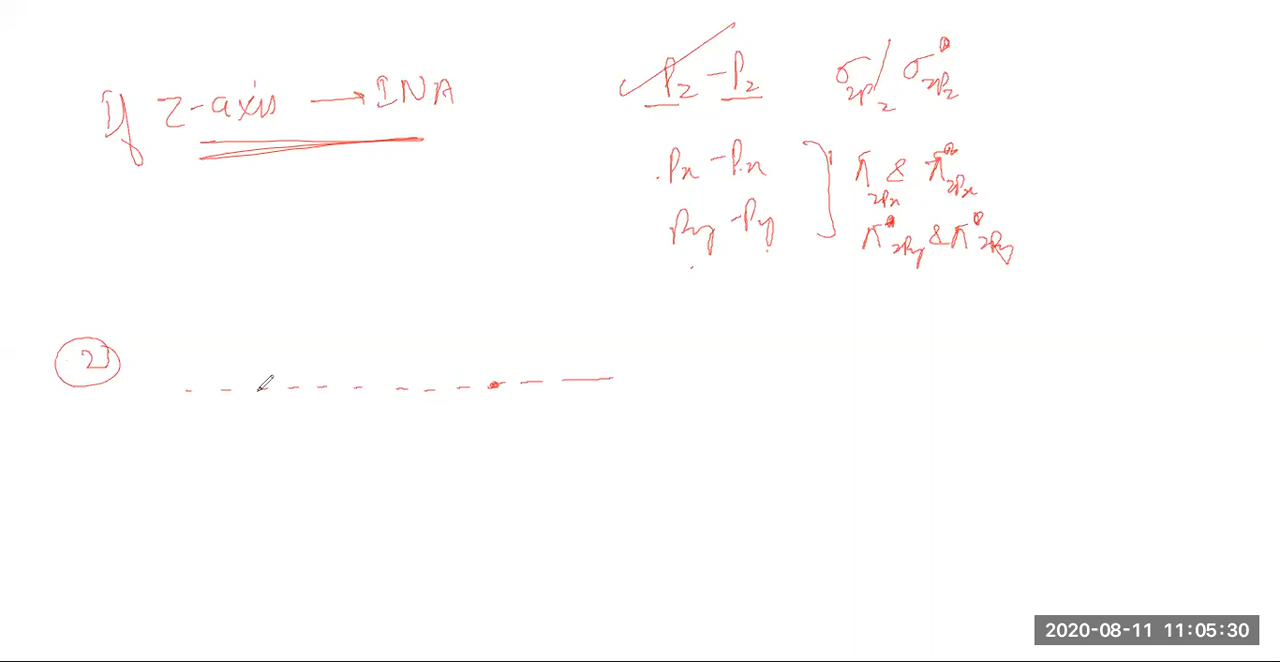 If z-axis → INA
Pz - Pz σ2Pz / σ*2Pz
Px - Px ] π2Px & π*2Px
Py - Py π*2Py & π*2Py
2
2020-08-11 11:05:30